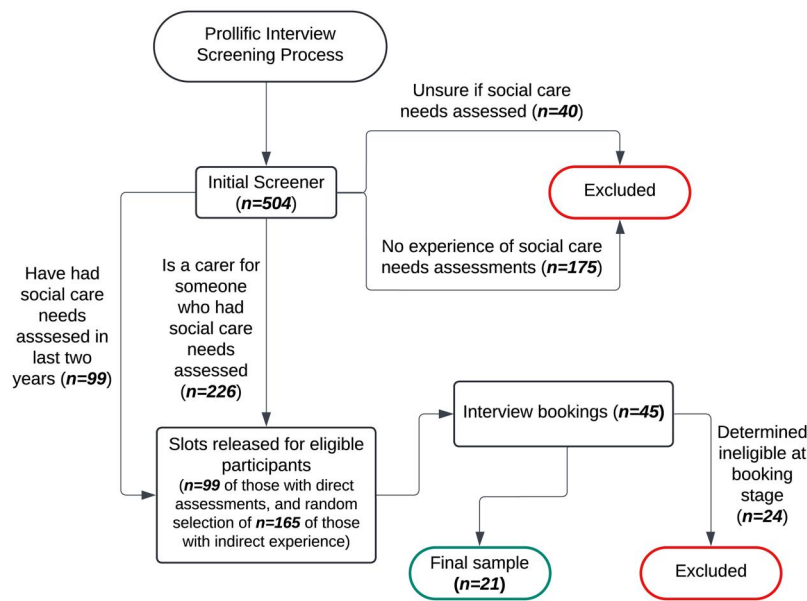 Prollific Interview
Screening Process
Unsure if social care
needs assessed (n=40)
Initial Screener
(n=504)
Excluded
No experience of social care
needs assessments (n=175)
Have had
social care
needs
asssesed in
last two
years (n=99)
Is a carer for
someone
who had
social care
needs
assessed
(n=226)
Slots released for eligible
participants
(n=99 of those with direct
assessments, and random
selection of n=165 of those
with indirect experience)
Interview bookings (n=45)
Determined
ineligible at
booking
stage
(n=24)
Final sample
(n=21)
Excluded